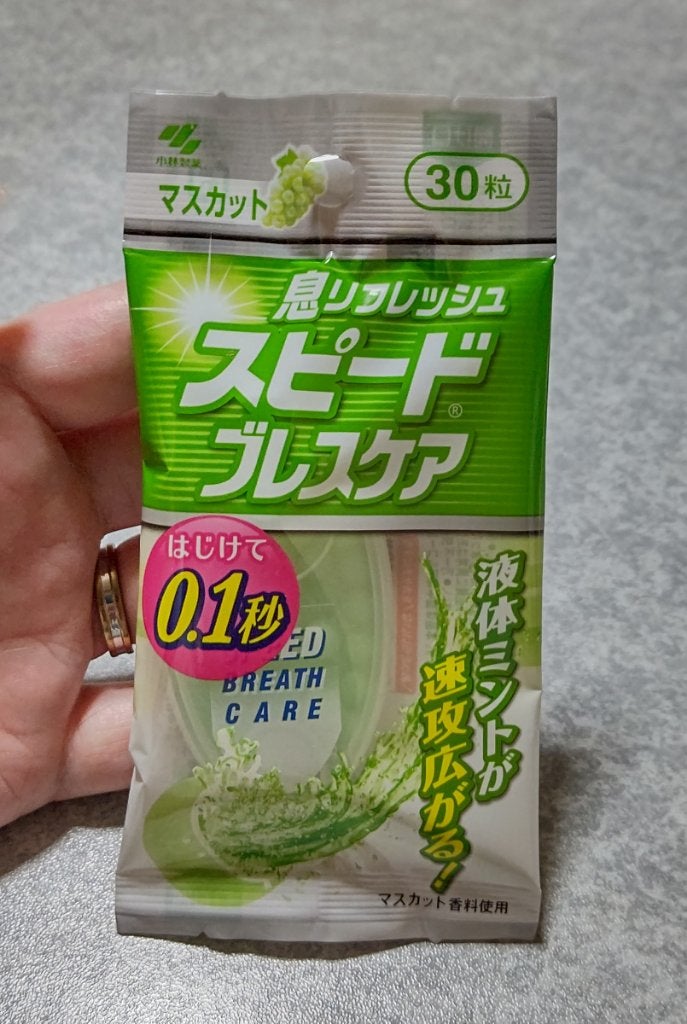 小林製薬
マスカット
30粒
息リフレッシュ
スピード®
ブレスケア
はじけて
0.1秒
BREATH
CARE
液体ミントが
速攻広がる!
マスカット香料使用